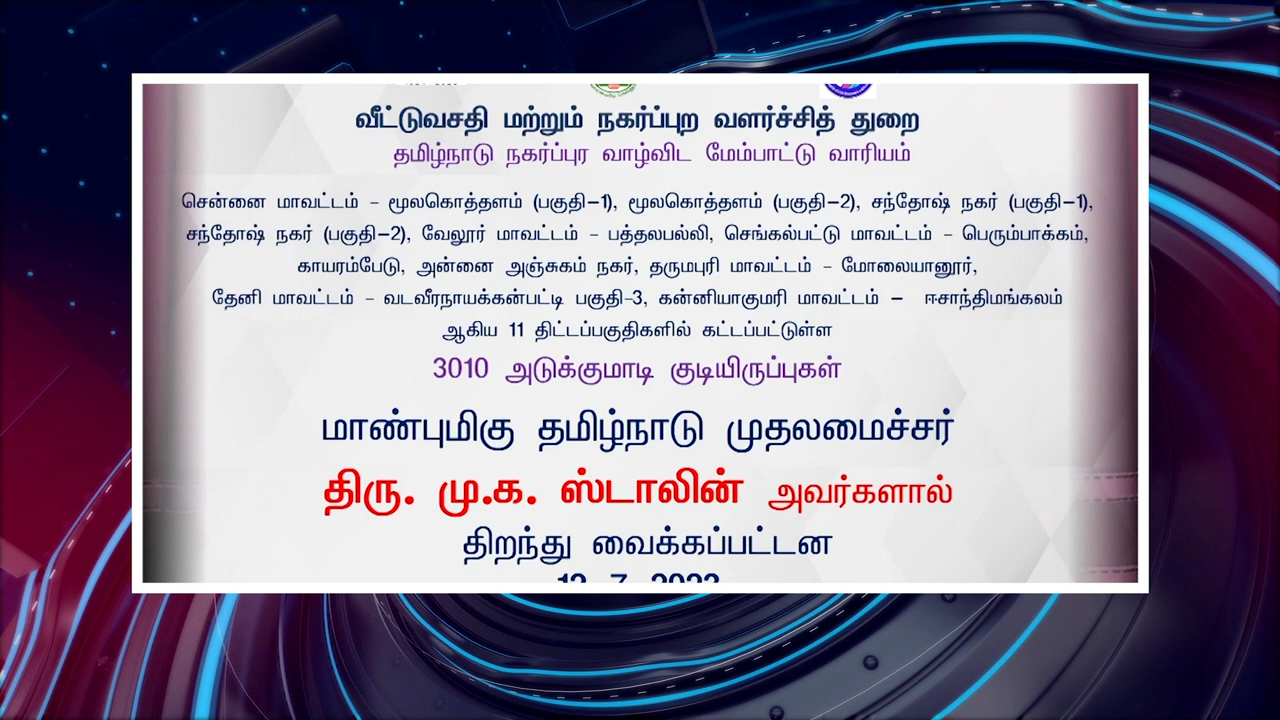 வீட்டுவசதி மற்றும் நகர்ப்புற வளர்ச்சித் துறை
தமிழ்நாடு நகர்ப்புர வாழ்விட மேம்பாட்டு வாரியம்
சென்னை மாவட்டம் – மூலகொத்தளம் (பகுதி–1), மூலகொத்தளம் (பகுதி–2), சந்தோஷ் நகர் (பகுதி–1),
சந்தோஷ் நகர் (பகுதி–2), வேலூர் மாவட்டம் – பத்தலபல்லி, செங்கல்பட்டு மாவட்டம் – பெரும்பாக்கம்,
காயரம்பேடு, அன்னை அஞ்சுகம் நகர், தருமபுரி மாவட்டம் – மோலையானூர்,
தேனி மாவட்டம் – வடவீரநாயக்கன்பட்டி பகுதி–3, கன்னியாகுமரி மாவட்டம் – ஈசாந்திமங்கலம்
ஆகிய 11 திட்டப்பகுதிகளில் கட்டப்பட்டுள்ள
3010 அடுக்குமாடி குடியிருப்புகள்
மாண்புமிகு தமிழ்நாடு முதலமைச்சர்
திரு. மு.க. ஸ்டாலின் அவர்களால்
திறந்து வைக்கப்பட்டன